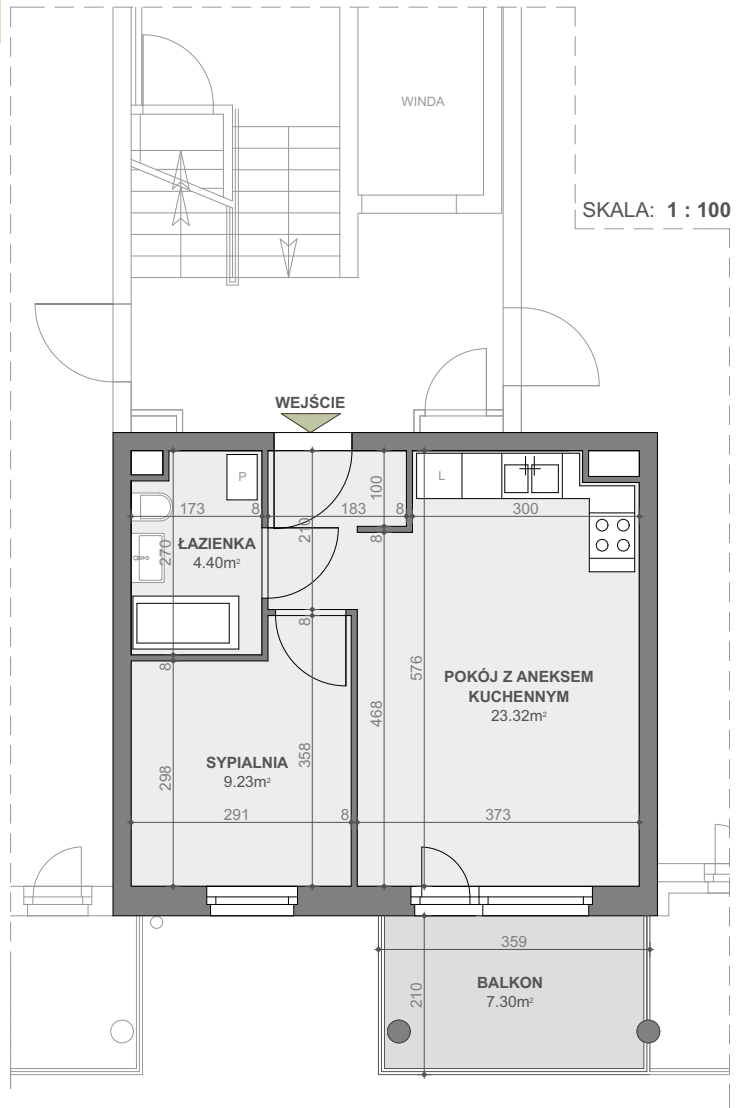 WINDA
SKALA: 1 : 100
WEJŚCIE
P
L
100
173
8
183
8
300
210
8
270
ŁAZIENKA
4.40m²
8
8
576
POKÓJ Z ANEKSEM
KUCHENNYM
23.32m²
468
358
298
SYPIALNIA
9.23m²
291
8
373
359
BALKON
7.30m²
210